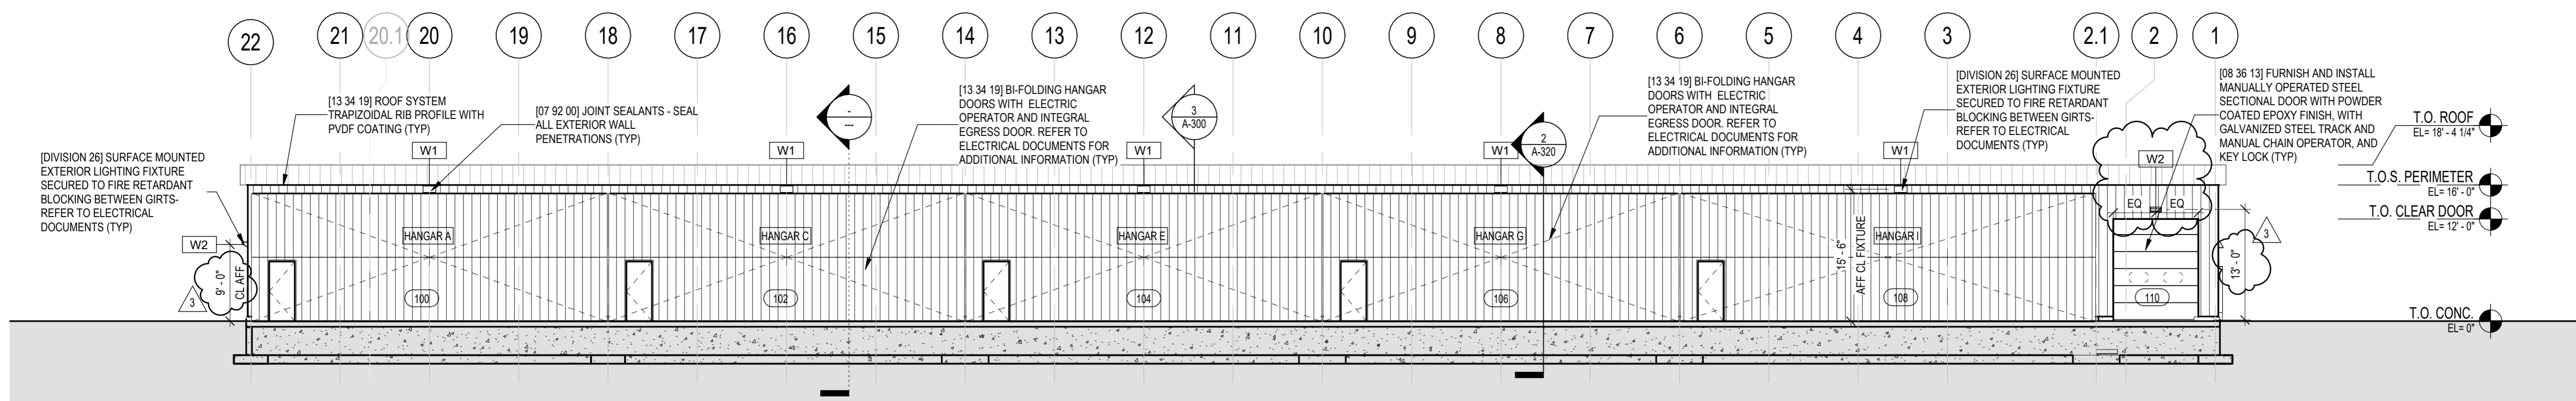 22
21
20.1
20
19
18
17
16
15
14
13
12
11
10
9
8
7
6
5
4
3
2.1
2
1
[13 34 19] ROOF SYSTEM
TRAPIZOIDAL RIB PROFILE WITH
PVDF COATING (TYP)
[07 92 00] JOINT SEALANTS - SEAL
ALL EXTERIOR WALL
PENETRATIONS (TYP)
-
---
[13 34 19] BI-FOLDING HANGAR
DOORS WITH ELECTRIC
OPERATOR AND INTEGRAL
EGRESS DOOR. REFER TO
ELECTRICAL DOCUMENTS FOR
ADDITIONAL INFORMATION (TYP)
3
A-300
2
A-320
[13 34 19] BI-FOLDING HANGAR
DOORS WITH ELECTRIC
OPERATOR AND INTEGRAL
EGRESS DOOR. REFER TO
ELECTRICAL DOCUMENTS FOR
ADDITIONAL INFORMATION (TYP)
[DIVISION 26] SURFACE MOUNTED
EXTERIOR LIGHTING FIXTURE
SECURED TO FIRE RETARDANT
BLOCKING BETWEEN GIRTS-
REFER TO ELECTRICAL
DOCUMENTS (TYP)
[08 36 13] FURNISH AND INSTALL
MANUALLY OPERATED STEEL
SECTIONAL DOOR WITH POWDER
COATED EPOXY FINISH, WITH
GALVANIZED STEEL TRACK AND
MANUAL CHAIN OPERATOR, AND
KEY LOCK (TYP)
[DIVISION 26] SURFACE MOUNTED
EXTERIOR LIGHTING FIXTURE
SECURED TO FIRE RETARDANT
BLOCKING BETWEEN GIRTS-
REFER TO ELECTRICAL
DOCUMENTS (TYP)
W1
W1
W1
W1
W1
W2
W2
T.O. ROOF
EL= 18' - 4 1/4"
T.O.S. PERIMETER
EL= 16' - 0"
T.O. CLEAR DOOR
EL= 12' - 0"
T.O. CONC.
EL= 0"
EQ
EQ
HANGAR A
HANGAR C
HANGAR E
HANGAR G
HANGAR I
15' - 6"
AFF CL FIXTURE
9' - 0"
CL AFF
3
13' - 0"
3
100
102
104
106
108
110